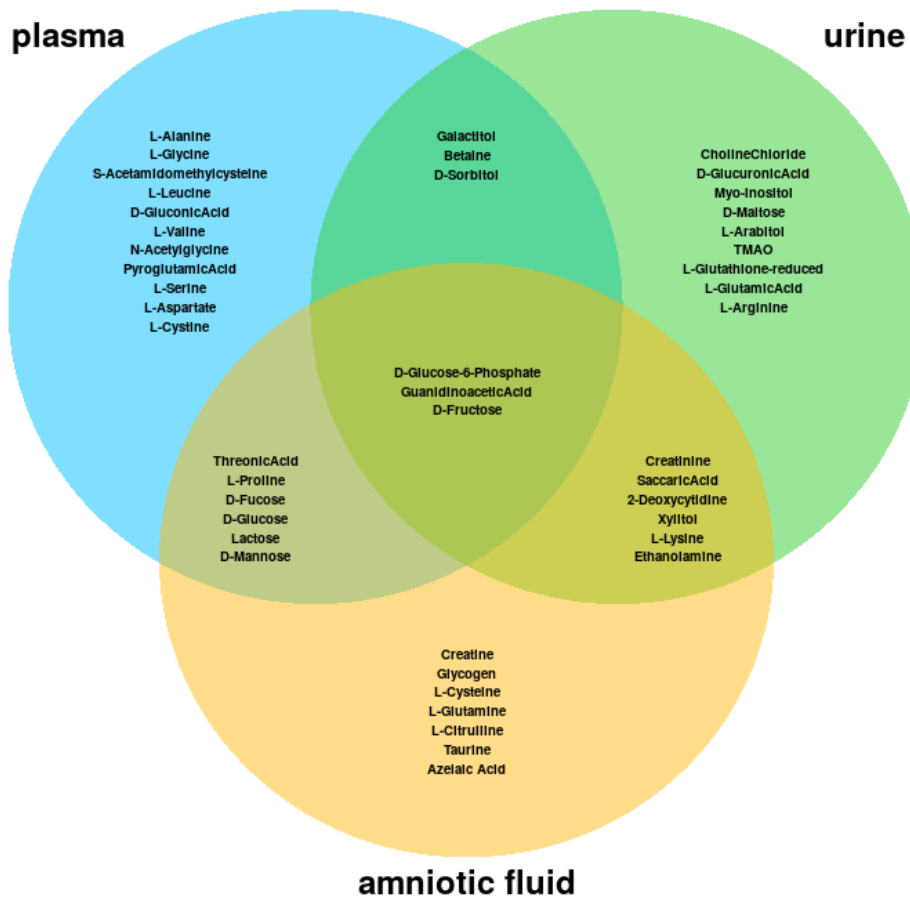 plasma
urine
L-Alanine
L-Glycine
S-Acetamidomethylcysteine
L-Leucine
D-GluconicAcid
L-Valine
N-Acetylglycine
PyroglutamicAcid
L-Serine
L-Aspartate
L-Cystine
Galactitol
Betaine
D-Sorbitol
CholineChloride
D-GlucuronicAcid
Myo-inositol
D-Maltose
L-Arabitol
TMAO
L-Glutathione-reduced
L-GlutamicAcid
L-Arginine
D-Glucose-6-Phosphate
GuanidinoaceticAcid
D-Fructose
ThreonicAcid
L-Proline
D-Fucose
D-Glucose
Lactose
D-Mannose
Creatinine
SaccaricAcid
2-Deoxycytidine
Xylitol
L-Lysine
Ethanolamine
Creatine
Glycogen
L-Cysteine
L-Glutamine
L-Citrulline
Taurine
Azelaic Acid
amniotic fluid